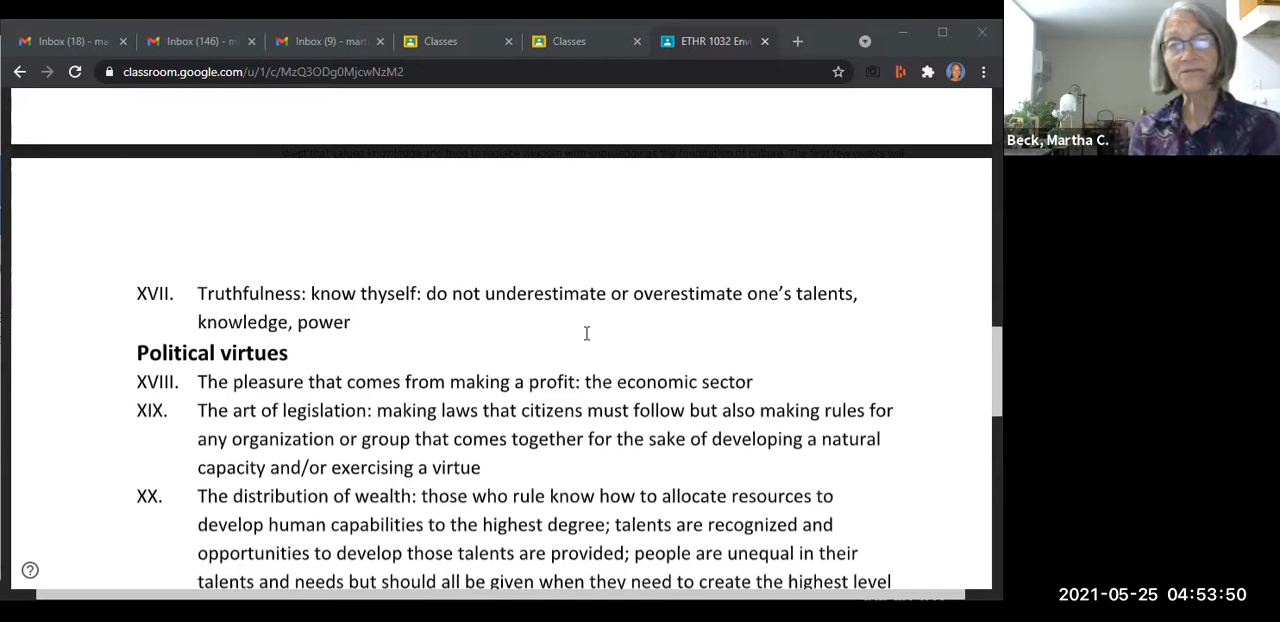 Inbox (18) - ma
Inbox (146) - m
Inbox (9) - mart
Classes
Classes
ETHR 1032 Envi
classroom.google.com/u/1/c/MzQ3ODg0MjcwNzM2
Beck, Martha C.
XVII. Truthfulness: know thyself: do not underestimate or overestimate one's talents,
knowledge, power
Political virtues
XVIII. The pleasure that comes from making a profit: the economic sector
XIX. The art of legislation: making laws that citizens must follow but also making rules for
any organization or group that comes together for the sake of developing a natural
capacity and/or exercising a virtue
XX. The distribution of wealth: those who rule know how to allocate resources to
develop human capabilities to the highest degree; talents are recognized and
opportunities to develop those talents are provided; people are unequal in their
talents and needs but should all be given when they need to create the highest level
2021-05-25 04:53:50